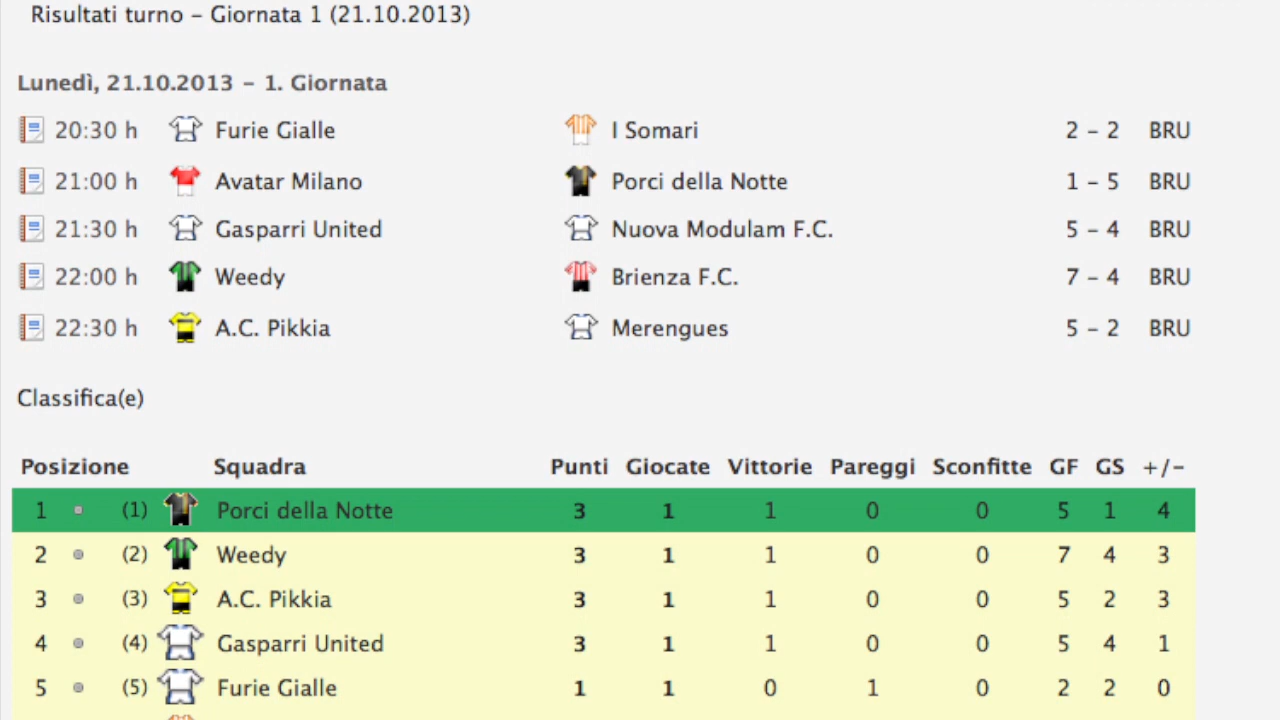 Risultati turno – Giornata 1 (21.10.2013)
Lunedì, 21.10.2013 – 1. Giornata
20:30 h Furie Gialle I Somari 2 – 2 BRU
21:00 h Avatar Milano Porci della Notte 1 – 5 BRU
21:30 h Gasparri United Nuova Modulam F.C. 5 – 4 BRU
22:00 h Weedy Brienza F.C. 7 – 4 BRU
22:30 h A.C. Pikkia Merengues 5 – 2 BRU
Classifica(e)
Posizione Squadra Punti Giocate Vittorie Pareggi Sconfitte GF GS +/-
1 (1) Porci della Notte 3 1 1 0 0 5 1 4
2 (2) Weedy 3 1 1 0 0 7 4 3
3 (3) A.C. Pikkia 3 1 1 0 0 5 2 3
4 (4) Gasparri United 3 1 1 0 0 5 4 1
5 (5) Furie Gialle 1 1 0 1 0 2 2 0